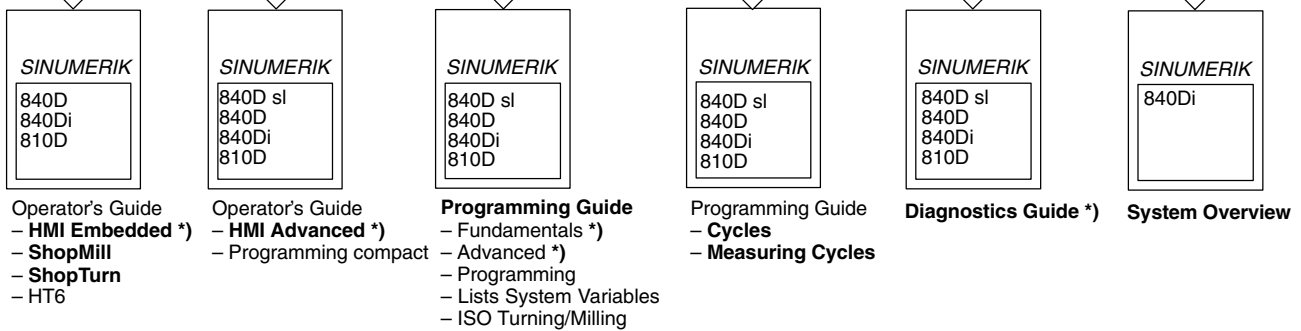 SINUMERIK
840D
840Di
810D
Operator's Guide
– HMI Embedded *)
– ShopMill
– ShopTurn
– HT6
SINUMERIK
840D sl
840D
840Di
810D
Operator's Guide
– HMI Advanced *)
– Programming compact
SINUMERIK
840D sl
840D
840Di
810D
Programming Guide
– Fundamentals *)
– Advanced *)
– Programming
– Lists System Variables
– ISO Turning/Milling
SINUMERIK
840D sl
840D
840Di
810D
Programming Guide
– Cycles
– Measuring Cycles
SINUMERIK
840D sl
840D
840Di
810D
Diagnostics Guide *)
SINUMERIK
840Di
System Overview